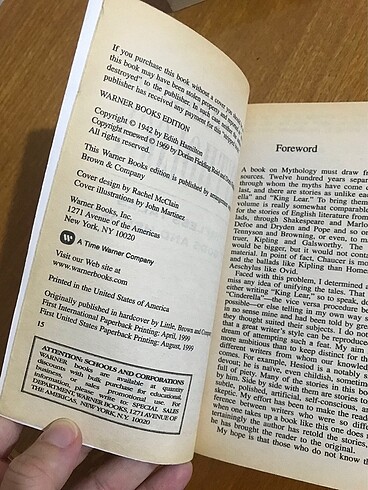 If you purchase this book without a cover you
this book may have been stolen property and
destroyed" to the publisher. In such case neither
publisher has received any payment for this
WARNER BOOKS EDITION
Copyright © 1942 by Edith Hamilton
Copyright renewed © 1969 by Dorian Fielding Reid and
All rights reserved.
This Warner Books edition is published by arrangement
Brown & Company
Cover design by Rachel McClain
Cover illustrations by John Martinez
Warner Books, Inc.
1271 Avenue of the Americas
New York, NY 10020
A Time Warner Company
Visit our Web site at
www.warnerbooks.com
Printed in the United States of America
Originally published in hardcover by Little, Brown and
First International Paperback Printing: April, 1999
First United States Paperback Printing: August, 1999
15
ATTENTION: SCHOOLS AND CORPORATIONS
WARNER books are available at quantity
discounts with bulk purchase for educational,
business, or sales promotional use. For
information, please write to: SPECIAL SALES
DEPARTMENT, WARNER BOOKS, 1271 AVENUE OF
THE AMERICAS, NEW YORK, N.Y. 10020
Foreword
A book on Mythology must draw from
sources. Twelve hundred years separ
through whom the myths have come
last, and there are stories as unlike eac
ella" and "King Lear." To bring them
volume is really somewhat comparable
for the stories of English literature from
lads, through Shakespeare and Marlo
Defoe and Dryden and Pope and so on
Tennyson and Browning, or even, to m
truer, Kipling and Galsworthy. The
would be bigger, but it would not cont
material. In point of fact, Chaucer is mo
and the ballads like Kipling than Home
Aeschylus like Ovid.
Faced with this problem, I determined a
miss any idea of unifying the tales. That
either writing "King Lear," so to speak, do
"Cinderella"—the vice versa procedure be
possible—or else telling in my own way s
in no sense mine and had been told by great
they thought suited their subjects. I do not
that a great writer's style can be reproduced
dream of attempting such a feat. My aim
more ambitious than to keep distinct for the
different writers from whom our knowledge
comes. For example, Hesiod is a notably s
devout; he is naïve, even childish, sometimes
full of piety. Many of the stories in this boo
by him. Side by side with them are stories to
subtle, polished, artificial, self-conscious, and
skeptic. My effort has been to make the read
ference between writers who were so diffe
when one takes up a book like this one does n
tertainingly the author has retold the stories,
he has brought the reader to the original.
My hope is that those who do not know th